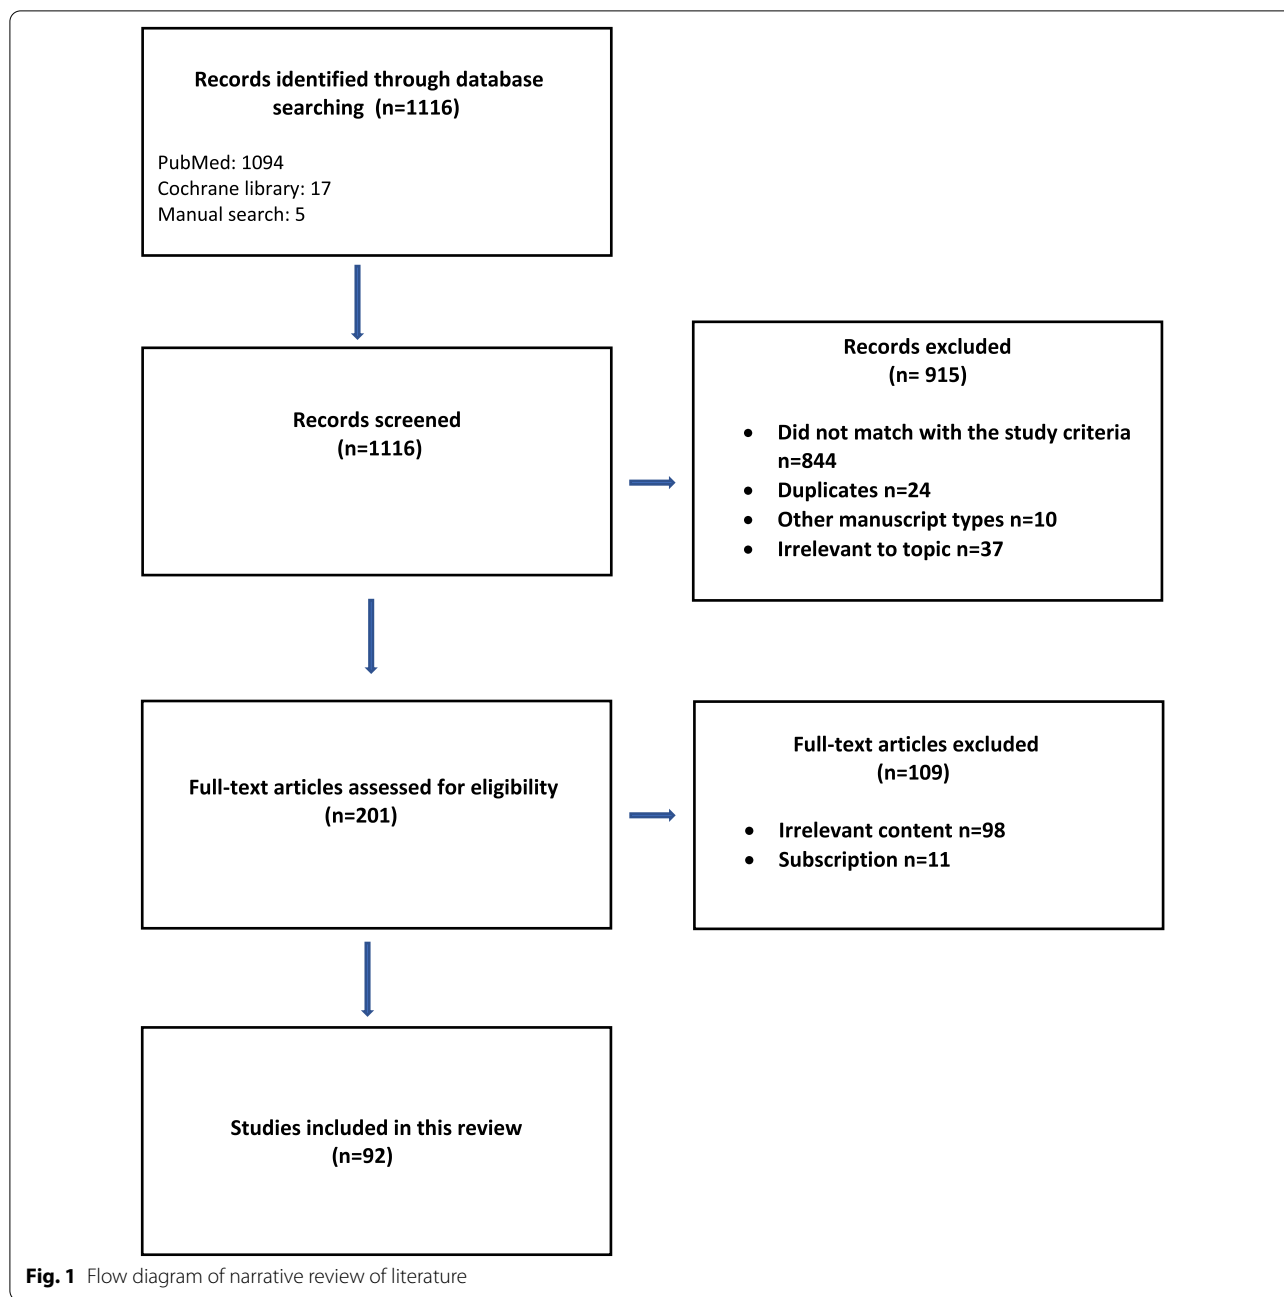 Records identified through database
searching  (n=1116)
PubMed: 1094
Cochrane library: 17
Manual search: 5
Records screened
(n=1116)
Records excluded
(n= 915)
• Did not match with the study criteria
n=844
• Duplicates n=24
• Other manuscript types n=10
• Irrelevant to topic n=37
Full-text articles assessed for eligibility
(n=201)
Full-text articles excluded
(n=109)
• Irrelevant content n=98
• Subscription n=11
Studies included in this review
(n=92)
Fig. 1  Flow diagram of narrative review of literature